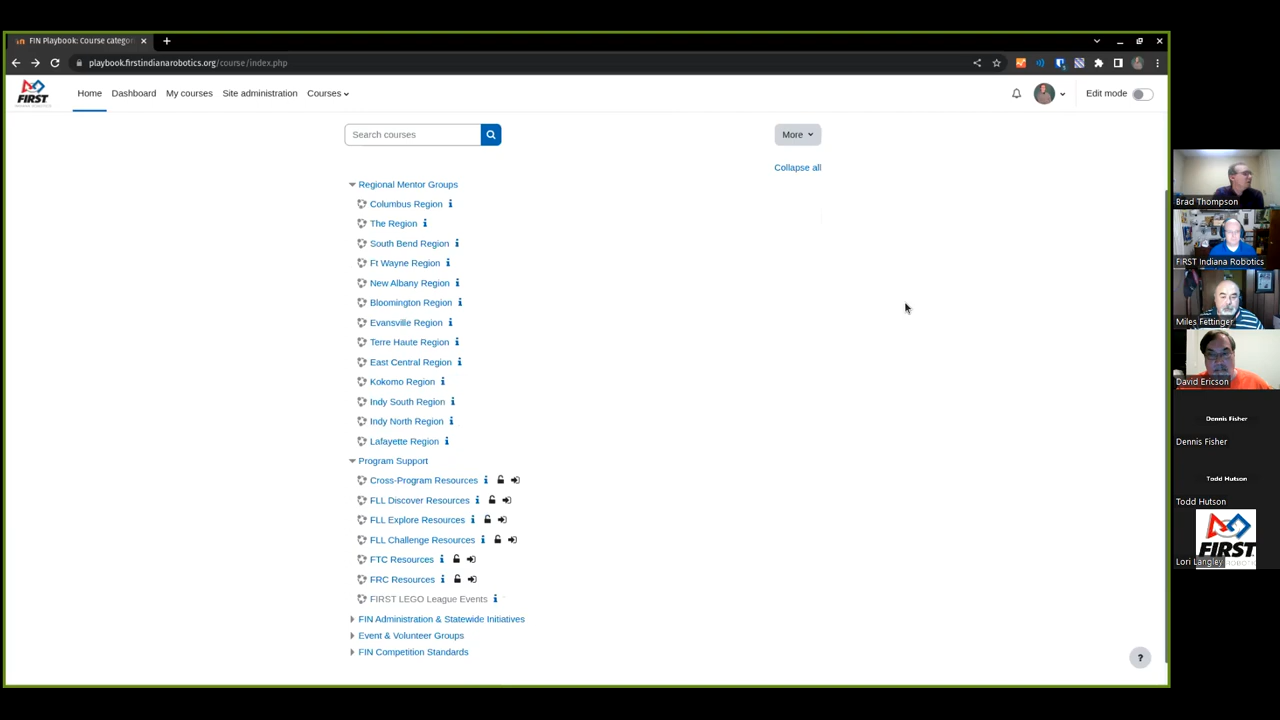 FIN Playbook: Course categor
playbook.firstindianarobotics.org/course/index.php
FIRST
Home
Dashboard
My courses
Site administration
Courses
Edit mode
Search courses
More
Collapse all
Regional Mentor Groups
Columbus Region
The Region
South Bend Region
Ft Wayne Region
New Albany Region
Bloomington Region
Evansville Region
Terre Haute Region
East Central Region
Kokomo Region
Indy South Region
Indy North Region
Lafayette Region
Program Support
Cross-Program Resources
FLL Discover Resources
FLL Explore Resources
FLL Challenge Resources
FTC Resources
FRC Resources
FIRST LEGO League Events
FIN Administration & Statewide Initiatives
Event & Volunteer Groups
FIN Competition Standards
?
Brad Thompson
FIRST Indiana Robotics
Miles Fettinger
David Ericson
Dennis Fisher
Dennis Fisher
Todd Hutson
Todd Hutson
FIRST
Lori Langley